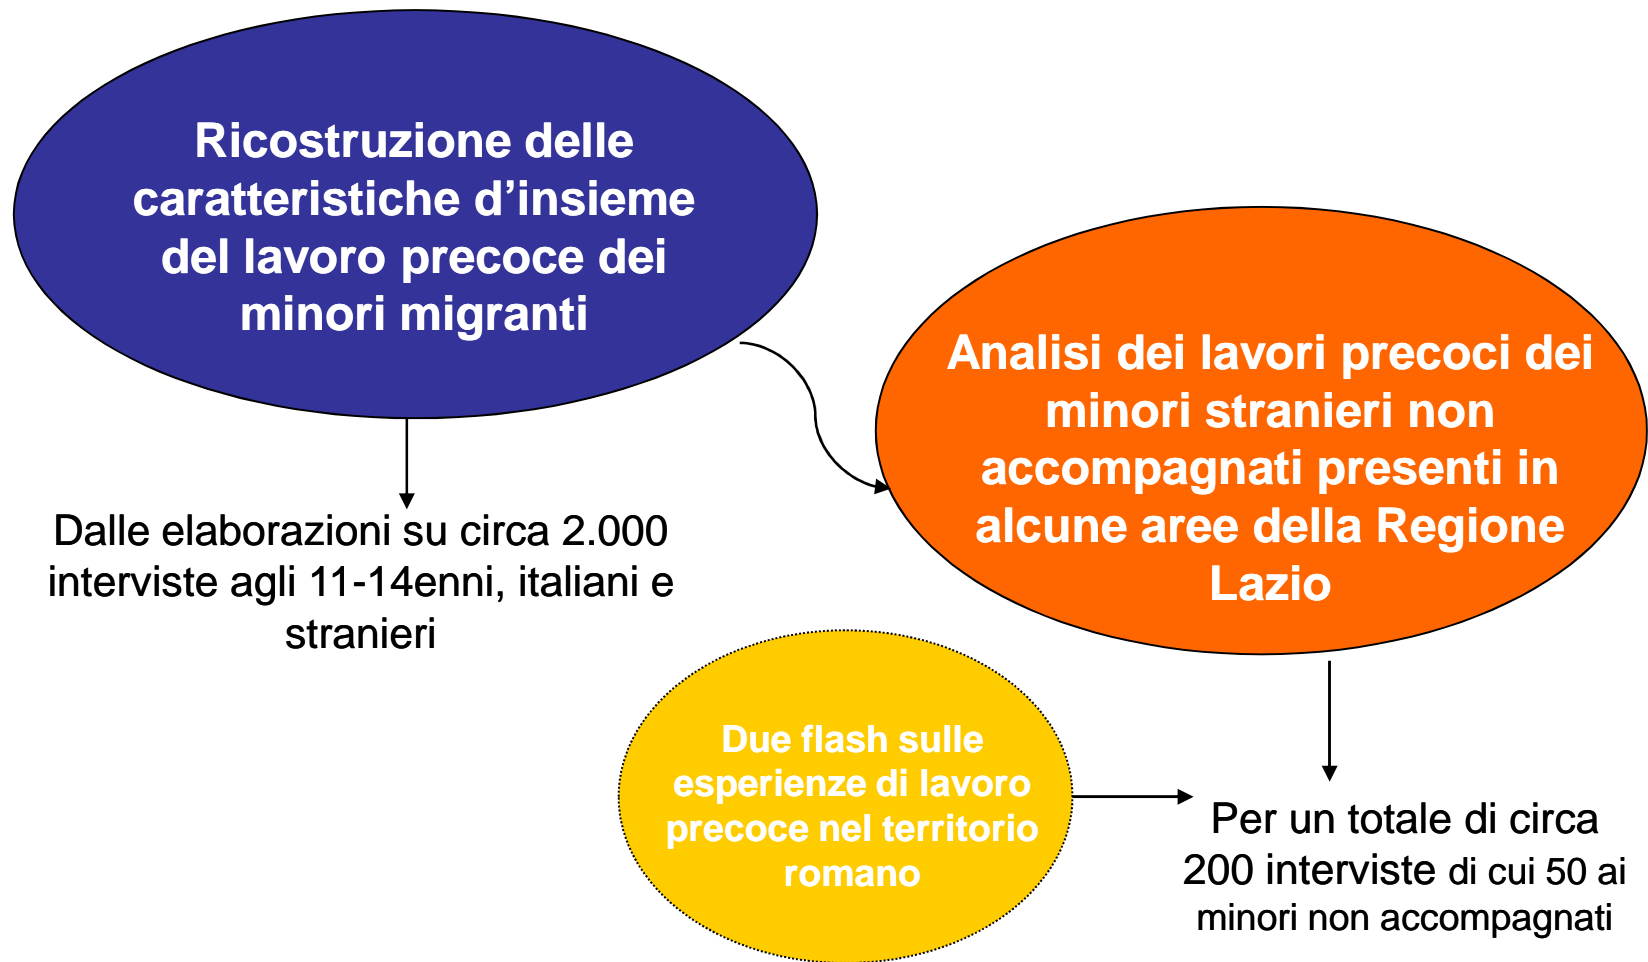 Ricostruzione delle
caratteristiche d’insieme
del lavoro precoce dei
minori migranti
Dalle elaborazioni su circa 2.000
interviste agli 11-14enni, italiani e
stranieri
Analisi dei lavori precoci dei
minori stranieri non
accompagnati presenti in
alcune aree della Regione
Lazio
Due flash sulle
esperienze di lavoro
precoce nel territorio
romano
Per un totale di circa
200 interviste di cui 50 ai
minori non accompagnati